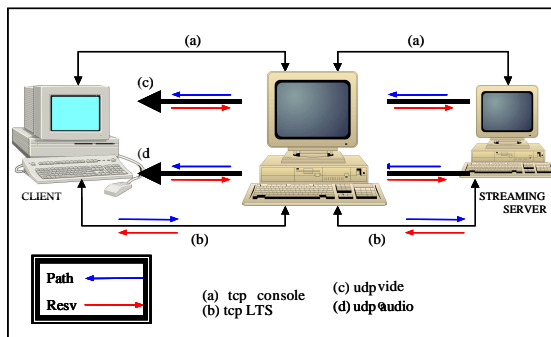 (a) (a)
(c)
(d
CLIENT
STREAMING
SERVER
(b) (b)
Path
Resv
(a) tcp console
(b) tcp LTS
(c) udp vide
o
(d) udp audio